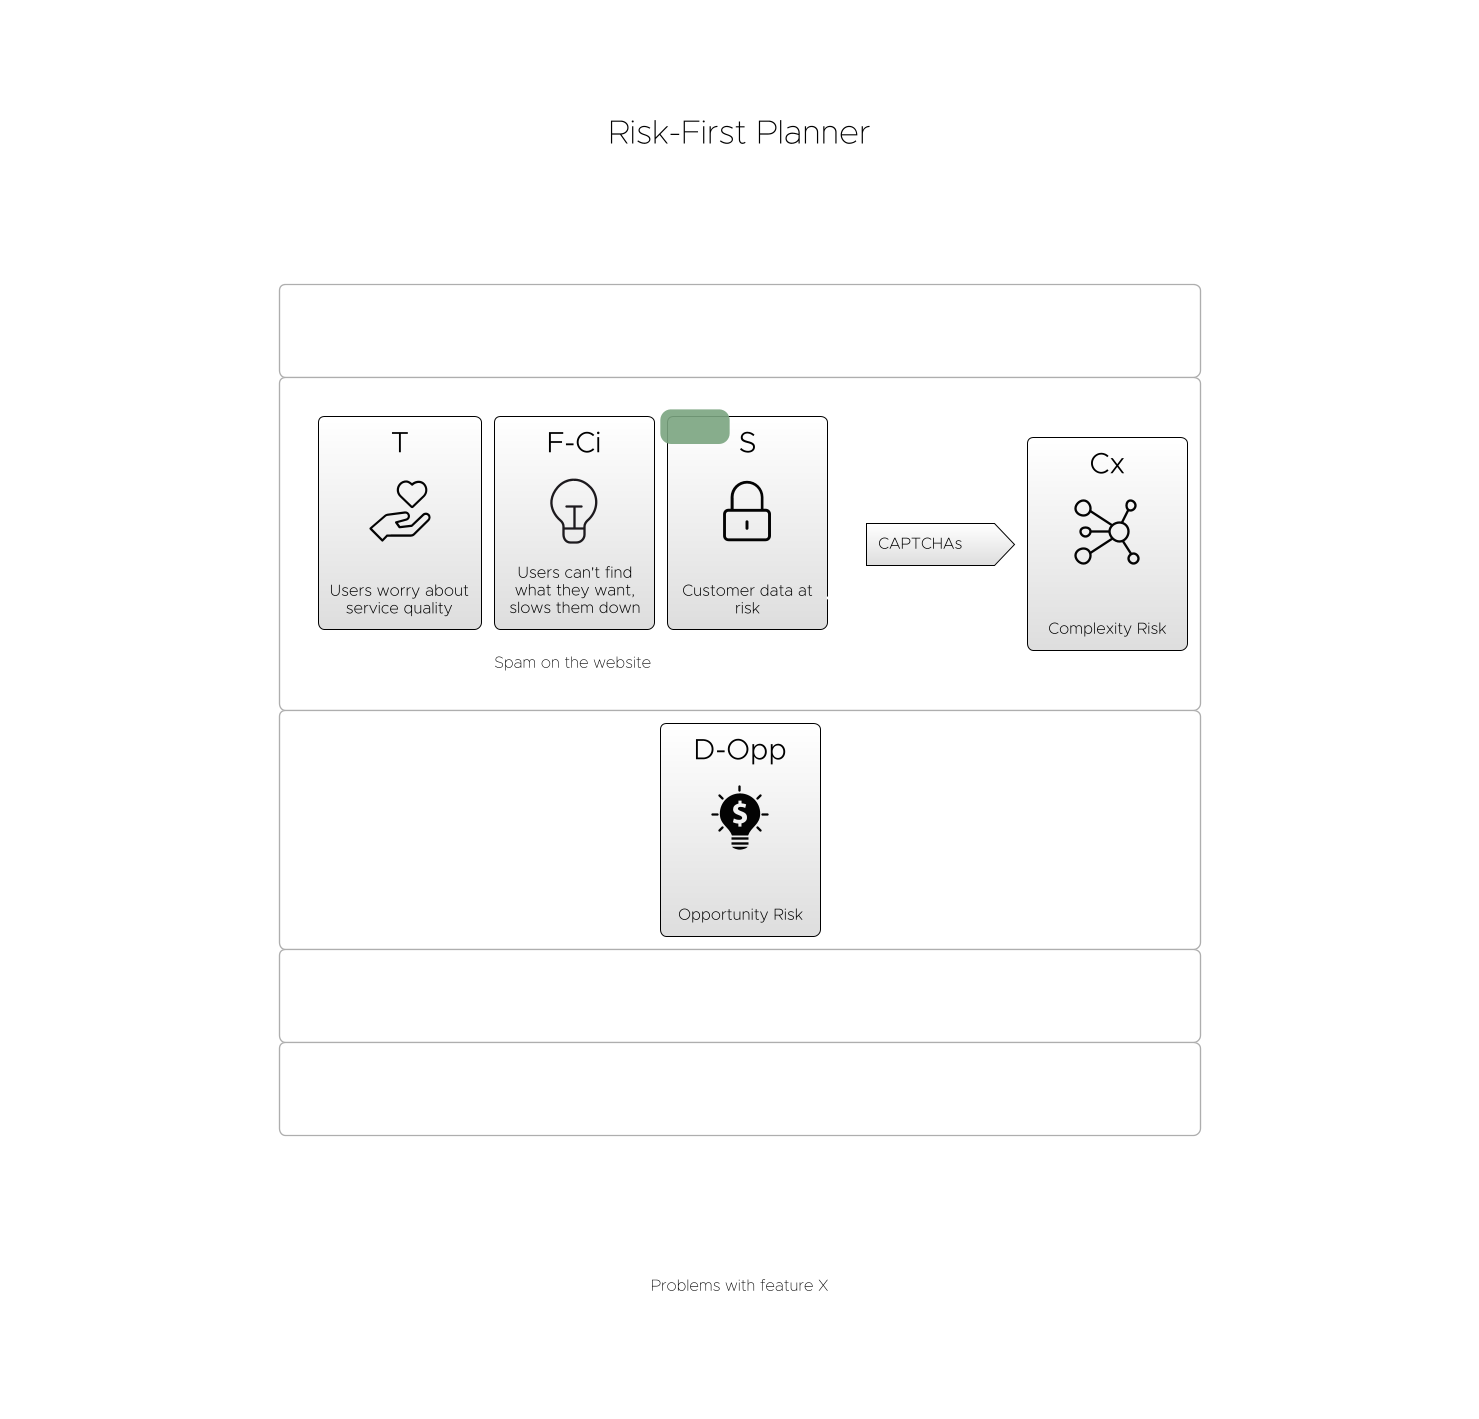 Risk-First Planner
T
Users worry about
service quality
F-Ci
Users can't find
what they want,
slows them down
S
Customer data at
risk
Spam on the website
CAPTCHAs
Cx
Complexity Risk
D-Opp
$
Opportunity Risk
Problems with feature X